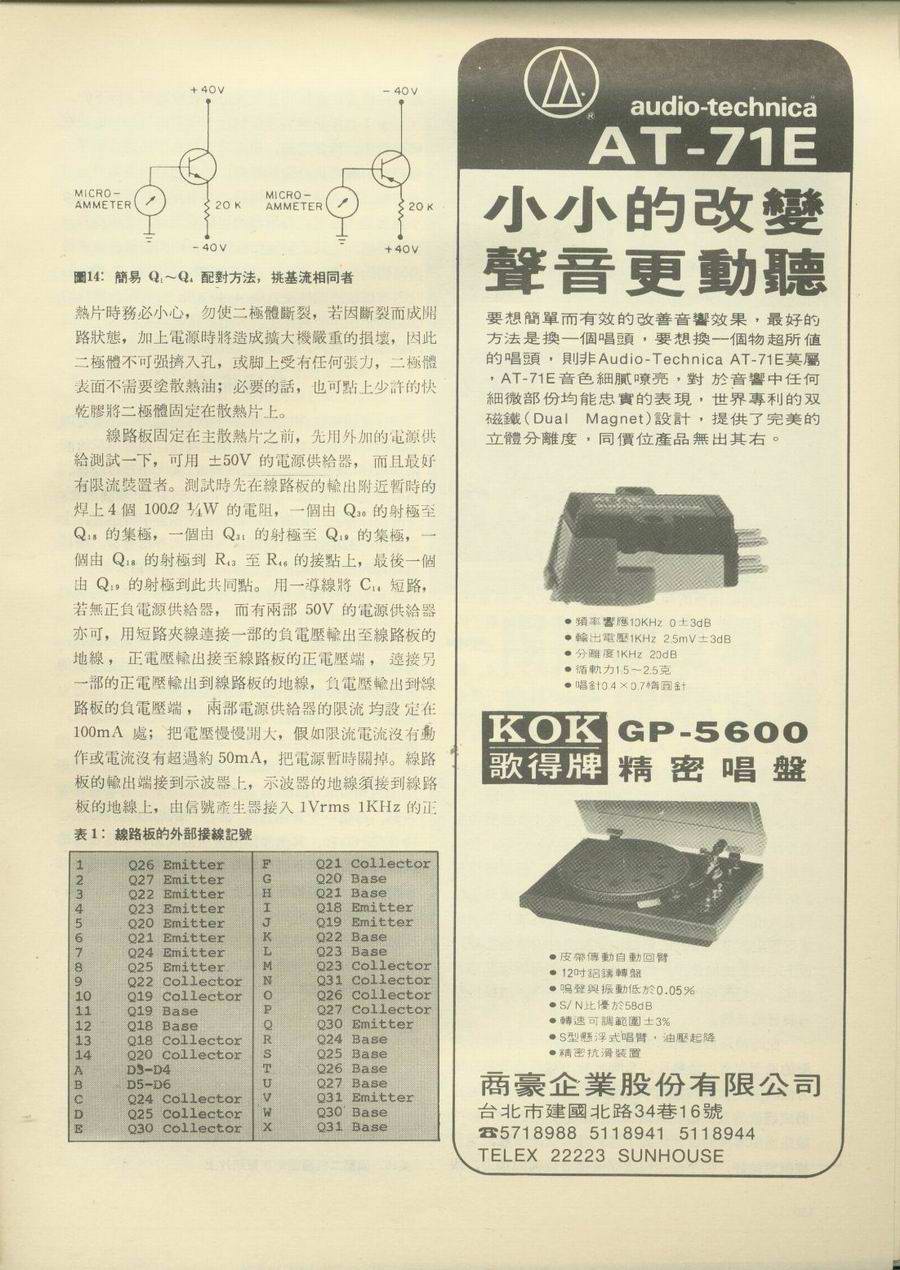 +40V
-40V
MICRO-
AMMETER
20 K
MICRO-
AMMETER
20 K
-40V
+40V
圖14: 簡易 Q₁～Q₄ 配對方法，挑基流相同者
熱片時務必小心，勿使二極體斷裂，若因斷裂而成開
路狀態，加上電源時將造成擴大機嚴重的損壞，因此
二極體不可强擠入孔，或脚上受有任何張力，二極體
表面不需要塗散熱油；必要的話，也可點上少許的快
乾膠將二極體固定在散熱片上。
線路板固定在主散熱片之前，先用外加的電源供
給測試一下，可用 ±50V 的電源供給器，而且最好
有限流裝置者。測試時先在線路板的輸出附近暫時的
焊上4個 100Ω ¼W 的電阻，一個由 Q₃₀ 的射極至
Q₁₈ 的集極，一個由 Q₃₁ 的射極至 Q₁₉ 的集極，一
個由 Q₁₈ 的射極到 R₄₃ 至 R₄₆ 的接點上，最後一個
由 Q₁₉ 的射極到此共同點。用一導線將 C₁₄ 短路，
若無正負電源供給器，而有兩部 50V 的電源供給器
亦可，用短路夾線連接一部的負電壓輸出至線路板的
地線，正電壓輸出接至線路板的正電壓端，連接另
一部的正電壓輸出到線路板的地線，負電壓輸出到線
路板的負電壓端，兩部電源供給器的限流均設定在
100mA 處；把電壓慢慢開大，假如限流電流沒有動
作或電流沒有超過約 50mA，把電源暫時關掉。線路
板的輸出端接到示波器上，示波器的地線須接到線路
板的地線上，由信號產生器接入 1Vrms 1KHz 的正
表1：線路板的外部接線記號
1 Q26 Emitter F Q21 Collector
2 Q27 Emitter G Q20 Base
3 Q22 Emitter H Q21 Base
4 Q23 Emitter I Q18 Emitter
5 Q20 Emitter J Q19 Emitter
6 Q21 Emitter K Q22 Base
7 Q24 Emitter L Q23 Base
8 Q25 Emitter M Q23 Collector
9 Q22 Collector N Q31 Collector
10 Q19 Collector O Q26 Collector
11 Q19 Base P Q27 Collector
12 Q18 Base Q Q30 Emitter
13 Q18 Collector R Q24 Base
14 Q20 Collector S Q25 Base
A D3-D4 T Q26 Base
B D5-D6 U Q27 Base
C Q24 Collector V Q31 Emitter
D Q25 Collector W Q30 Base
E Q30 Collector X Q31 Base
®
audio-technica
AT-71E
小小的改變
聲音更動聽
要想簡單而有效的改善音響效果，最好的
方法是換一個唱頭，要想換一個物超所值
的唱頭，則非Audio-Technica AT-71E莫屬
，AT-71E音色細膩嘹亮，對於音響中任何
細微部份均能忠實的表現，世界專利的双
磁鐵(Dual Magnet)設計，提供了完美的
立體分離度，同價位產品無出其右。
●頻率響應10KHz 0±3dB
●輸出電壓1KHz 2.5mV±3dB
●分離度1KHz 20dB
●循軌力1.5～2.5克
●唱針0.4×0.7橢圓針
KOK GP-5600
歌得牌 精密唱盤
●皮帶傳動自動回臂
●12吋鋁鑄轉盤
●嗚聲與振動低於0.05%
●S/N比優於58dB
●轉速可調範圍±3%
●S型懸浮式唱臂，油壓起降
●精密抗滑裝置
商豪企業股份有限公司
台北市建國北路34巷16號
☎5718988 5118941 5118944
TELEX 22223 SUNHOUSE